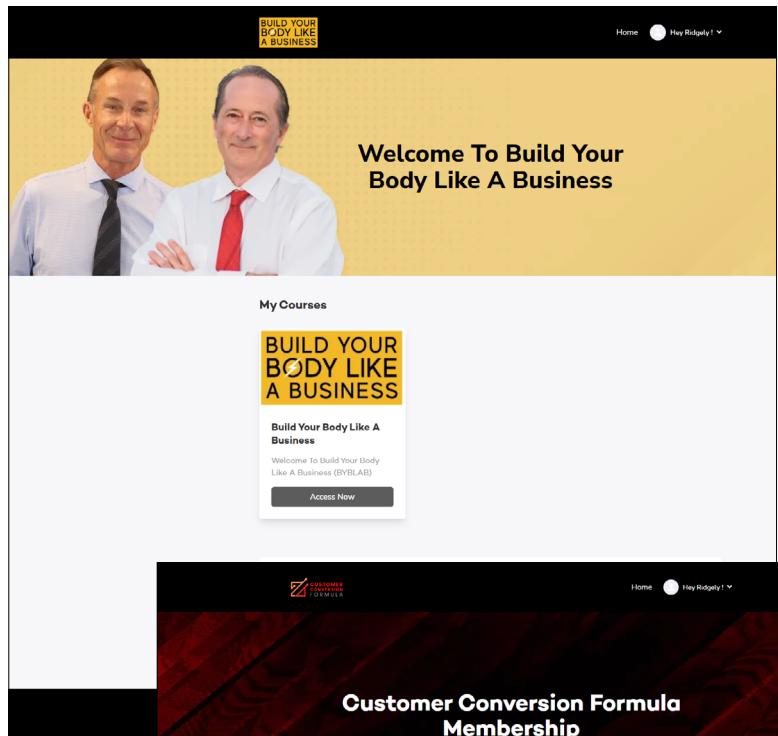 BUILD YOUR
BODY LIKE
A BUSINESS
Home
Hey Ridgely !
Welcome To Build Your
Body Like A Business
My Courses
BUILD YOUR
BODY LIKE
A BUSINESS
Build Your Body Like A
Business
Welcome To Build Your Body
Like A Business (BYBLAB)
Access Now
CUSTOMER
CONVERSION
FORMULA
Home
Hey Ridgely !
Customer Conversion Formula
Membership